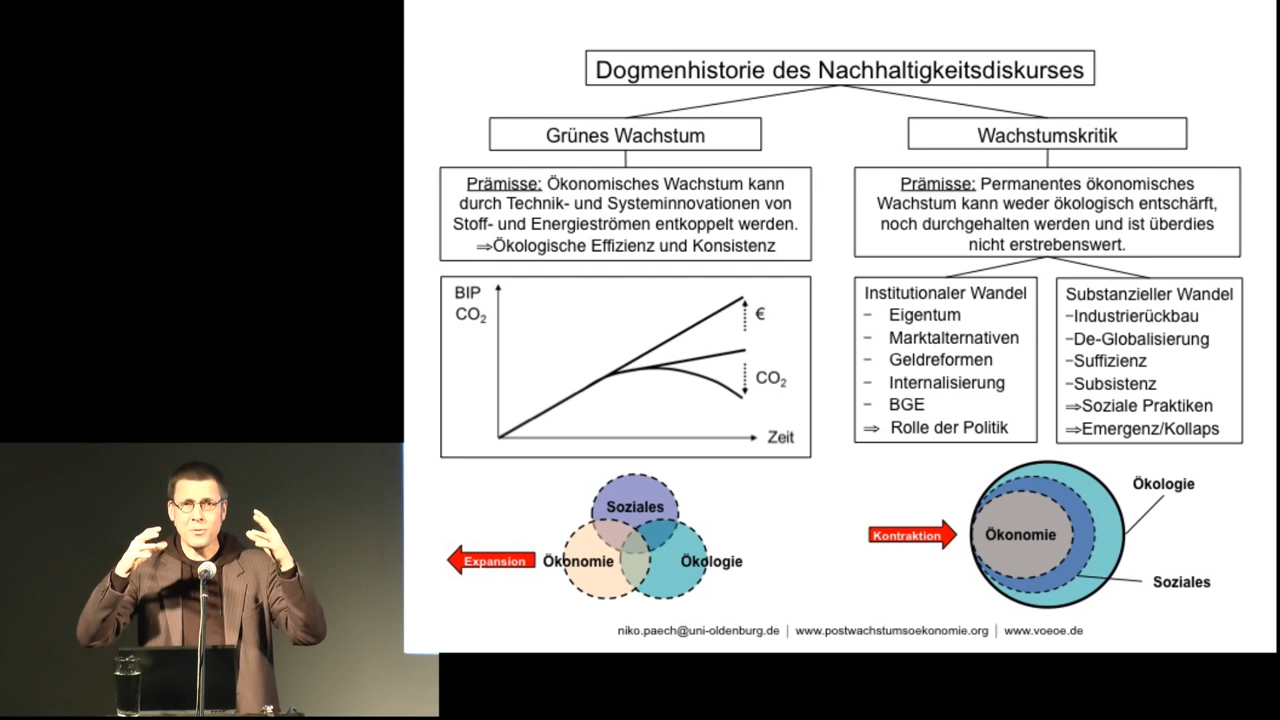 Dogmenhistorie des Nachhaltigkeitsdiskurses
Grünes Wachstum
Prämisse: Ökonomisches Wachstum kann
durch Technik- und Systeminnovationen von
Stoff- und Energieströmen entkoppelt werden.
⇒Ökologische Effizienz und Konsistenz
BIP
CO₂
€
CO₂
Zeit
Soziales
Ökonomie
Ökologie
Expansion
Wachstumskritik
Prämisse: Permanentes ökonomisches
Wachstum kann weder ökologisch entschärft,
noch durchgehalten werden und ist überdies
nicht erstrebenswert.
Institutionaler Wandel
− Eigentum
− Marktalternativen
− Geldreformen
− Internalisierung
− BGE
⇒ Rolle der Politik
Substanzieller Wandel
−Industrierückbau
−De-Globalisierung
−Suffizienz
−Subsistenz
⇒Soziale Praktiken
⇒Emergenz/Kollaps
Kontraktion
Ökonomie
Ökologie
Soziales
niko.paech@uni-oldenburg.de | www.postwachstumsoekonomie.org | www.voeoe.de